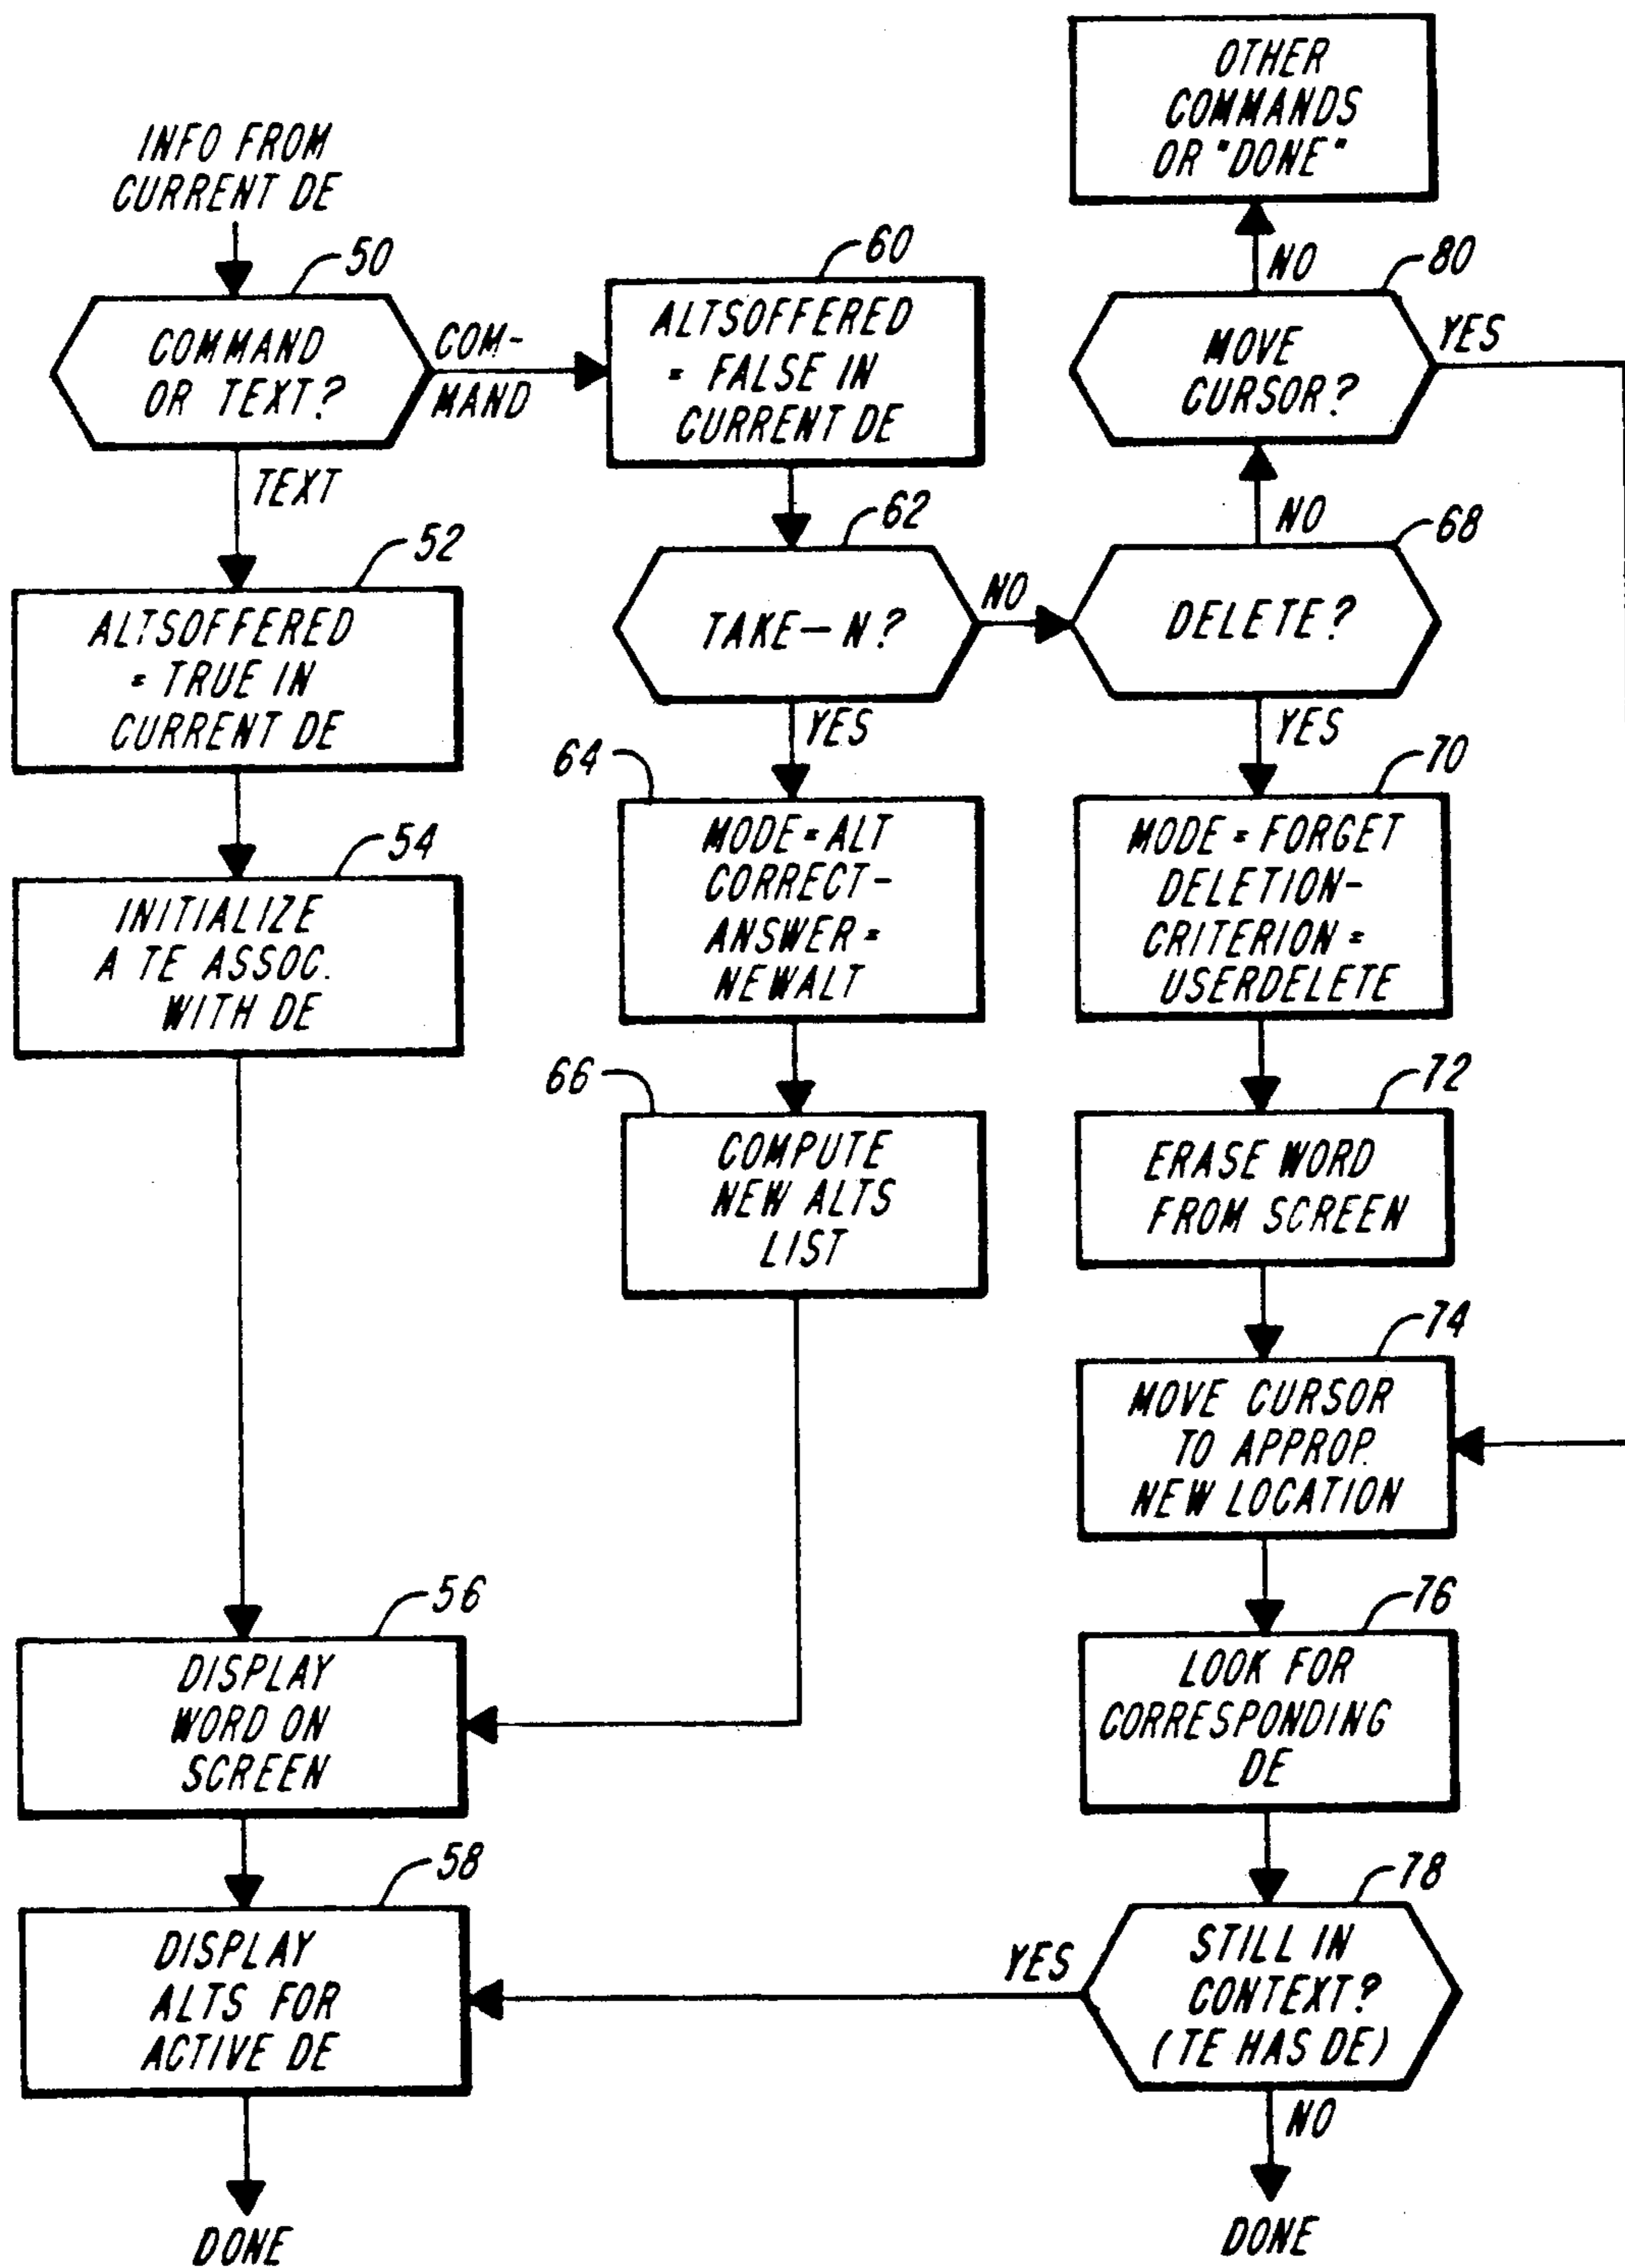 INFO FROM
CURRENT DE
50
COMMAND
OR TEXT?
COM-
MAND
TEXT
52
ALTSOFFERED
= TRUE IN
CURRENT DE
54
INITIALIZE
A TE ASSOC.
WITH DE
56
DISPLAY
WORD ON
SCREEN
58
DISPLAY
ALTS FOR
ACTIVE DE
DONE
60
ALTSOFFERED
= FALSE IN
CURRENT DE
62
TAKE-N?
NO
YES
64
MODE = ALT
CORRECT-
ANSWER =
NEWALT
66
COMPUTE
NEW ALTS
LIST
OTHER
COMMANDS
OR "DONE"
NO
80
MOVE
CURSOR?
YES
NO
68
DELETE?
YES
70
MODE = FORGET
DELETION-
CRITERION =
USERDELETE
72
ERASE WORD
FROM SCREEN
74
MOVE CURSOR
TO APPROP.
NEW LOCATION
76
LOOK FOR
CORRESPONDING
DE
78
YES
STILL IN
CONTEXT?
(TE HAS DE)
NO
DONE